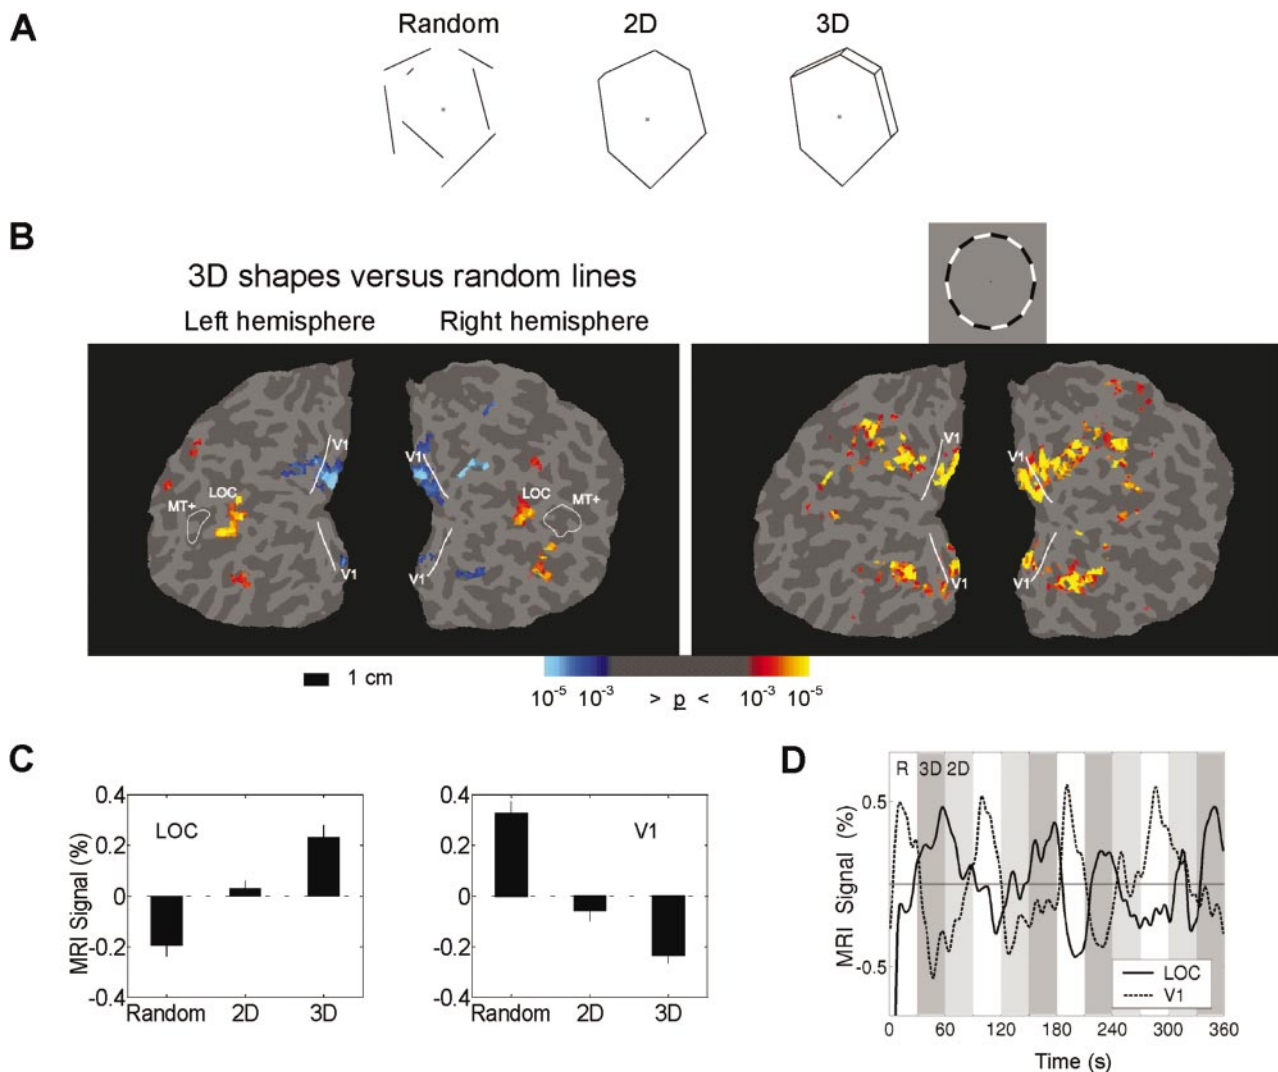 A
Random 2D 3D
B
3D shapes versus random lines
Left hemisphere Right hemisphere
V1 V1
LOC LOC
MT+ MT+
V1 V1
V1 V1
V1 V1
1 cm
10⁻⁵ 10⁻³ > p < 10⁻³ 10⁻⁵
C
MRI Signal (%)
0.4
0.2
0
-0.2
-0.4
LOC
Random 2D 3D
0.4
0.2
0
-0.2
-0.4
V1
Random 2D 3D
D
R 3D 2D
MRI Signal (%)
0.5
-0.5
LOC
V1
0 60 120 180 240 300 360
Time (s)